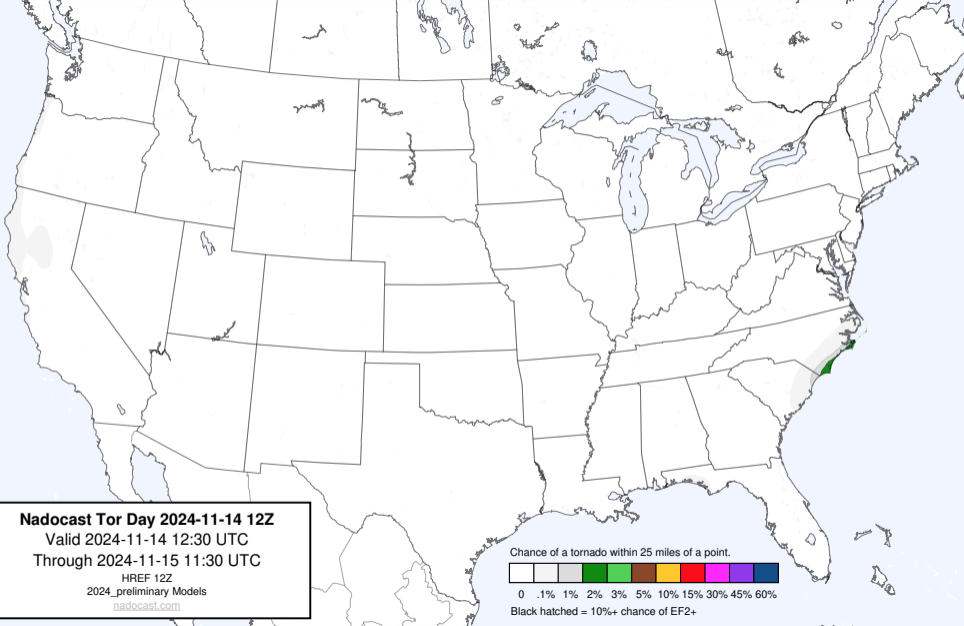 Nadocast Tor Day 2024-11-14 12Z
Valid 2024-11-14 12:30 UTC
Through 2024-11-15 11:30 UTC
HREF 12Z
2024_preliminary Models
nadocast.com
Chance of a tornado within 25 miles of a point.
0 .1% 1% 2% 3% 5% 10% 15% 30% 45% 60%
Black hatched = 10%+ chance of EF2+